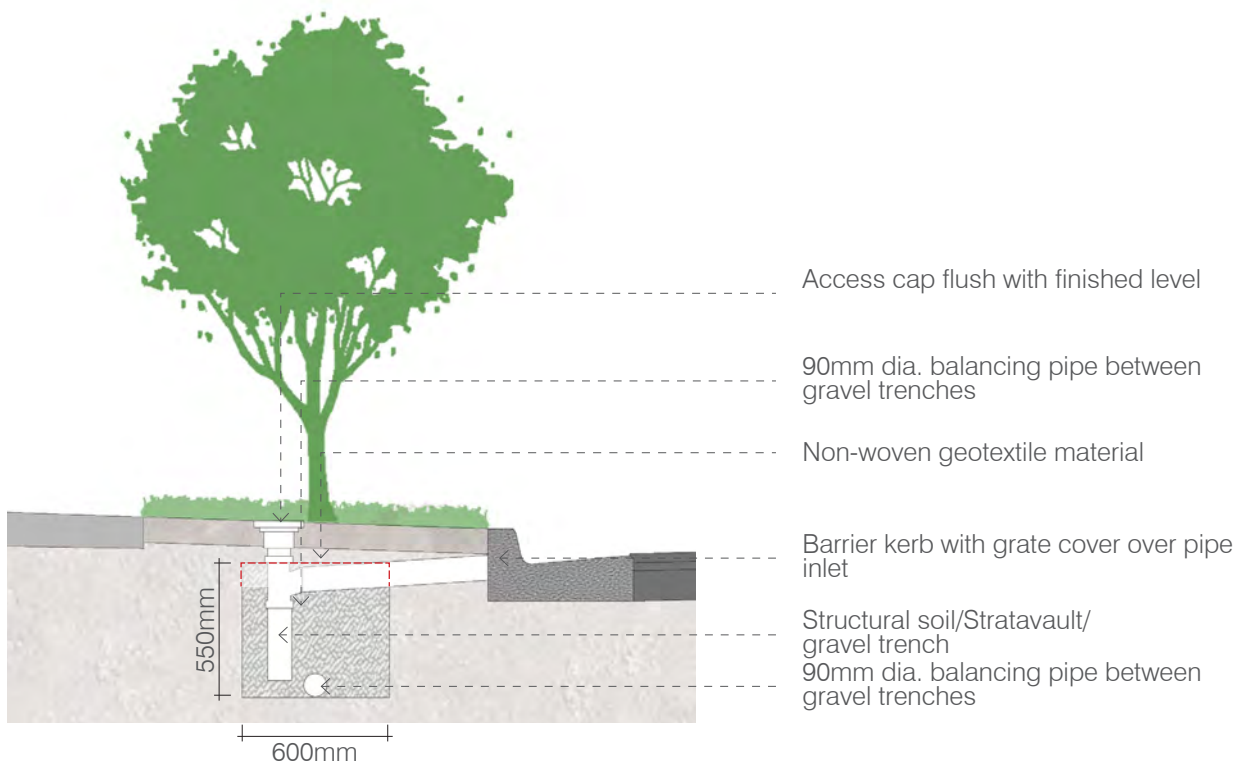 Access cap flush with finished level
90mm dia. balancing pipe between
gravel trenches
Non-woven geotextile material
Barrier kerb with grate cover over pipe
inlet
Structural soil/Stratavault/
gravel trench
90mm dia. balancing pipe between
gravel trenches
550mm
600mm